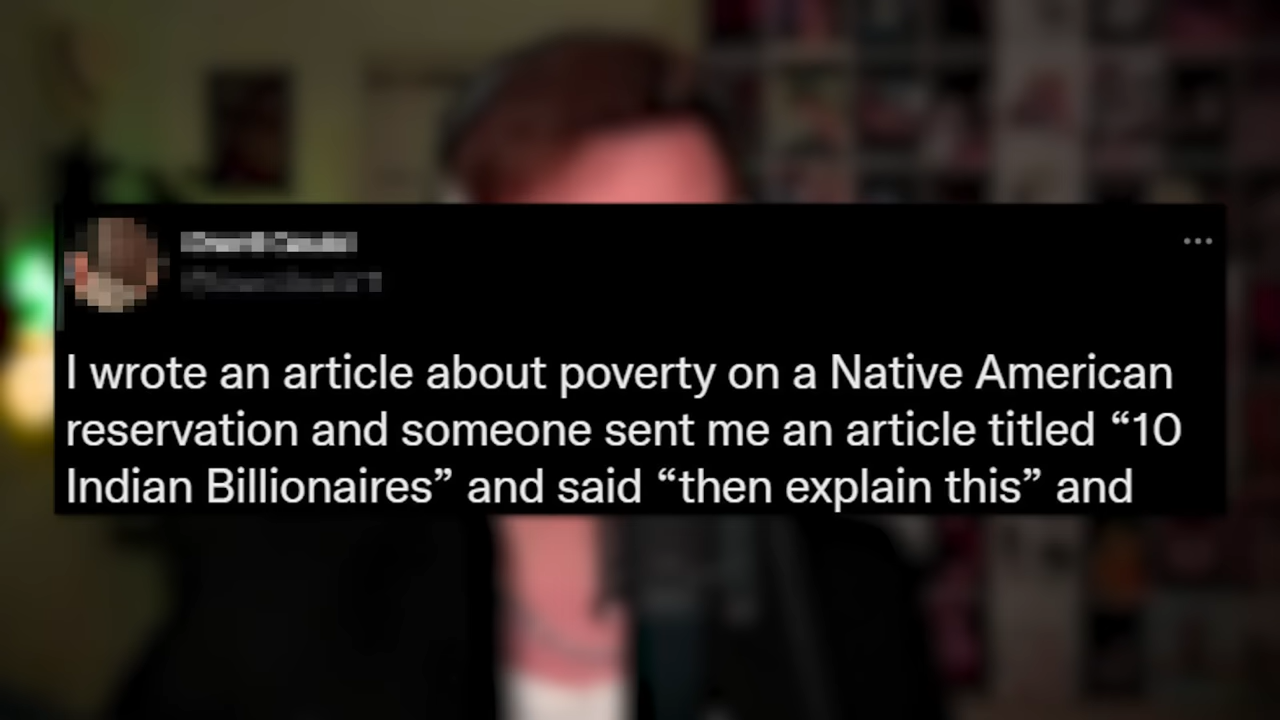 I wrote an article about poverty on a Native American
reservation and someone sent me an article titled “10
Indian Billionaires” and said “then explain this” and